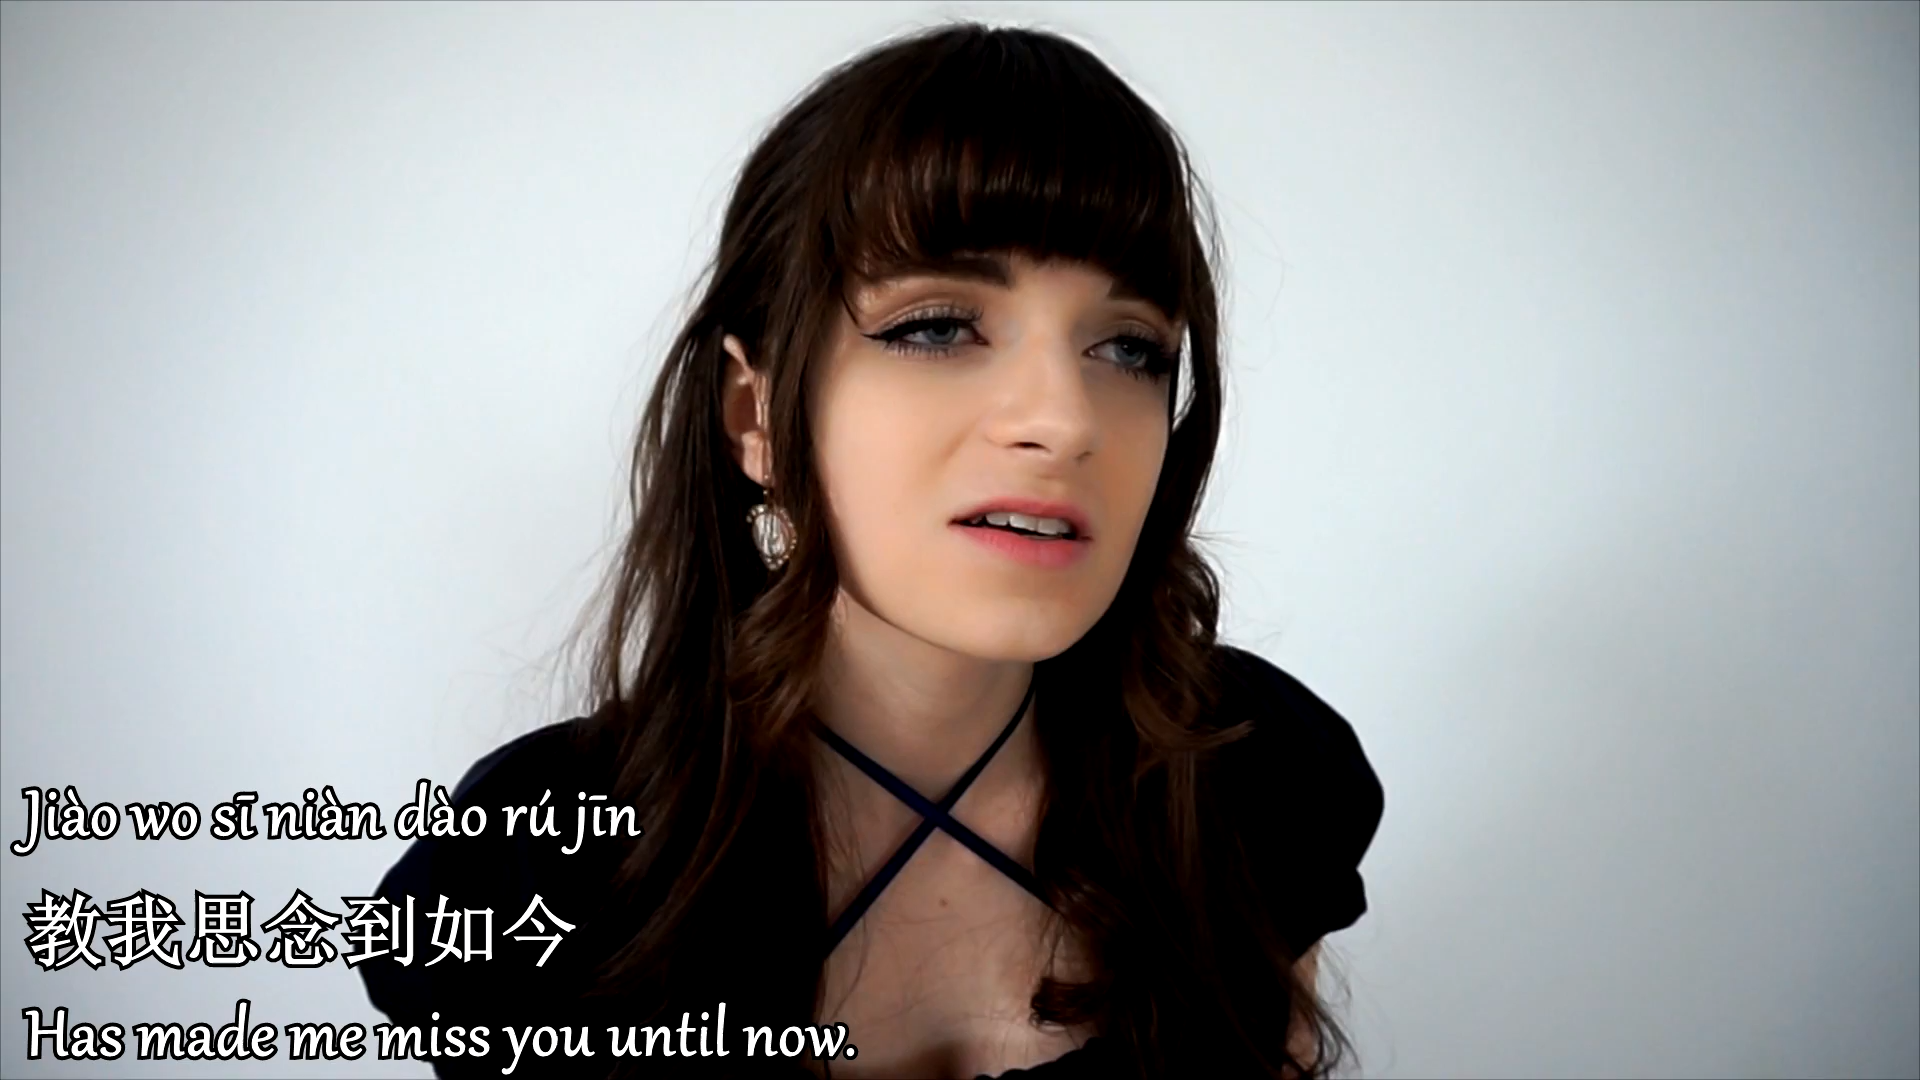 Jiào wo sī niàn dào rú jīn
教我思念到如今
Has made me miss you until now.